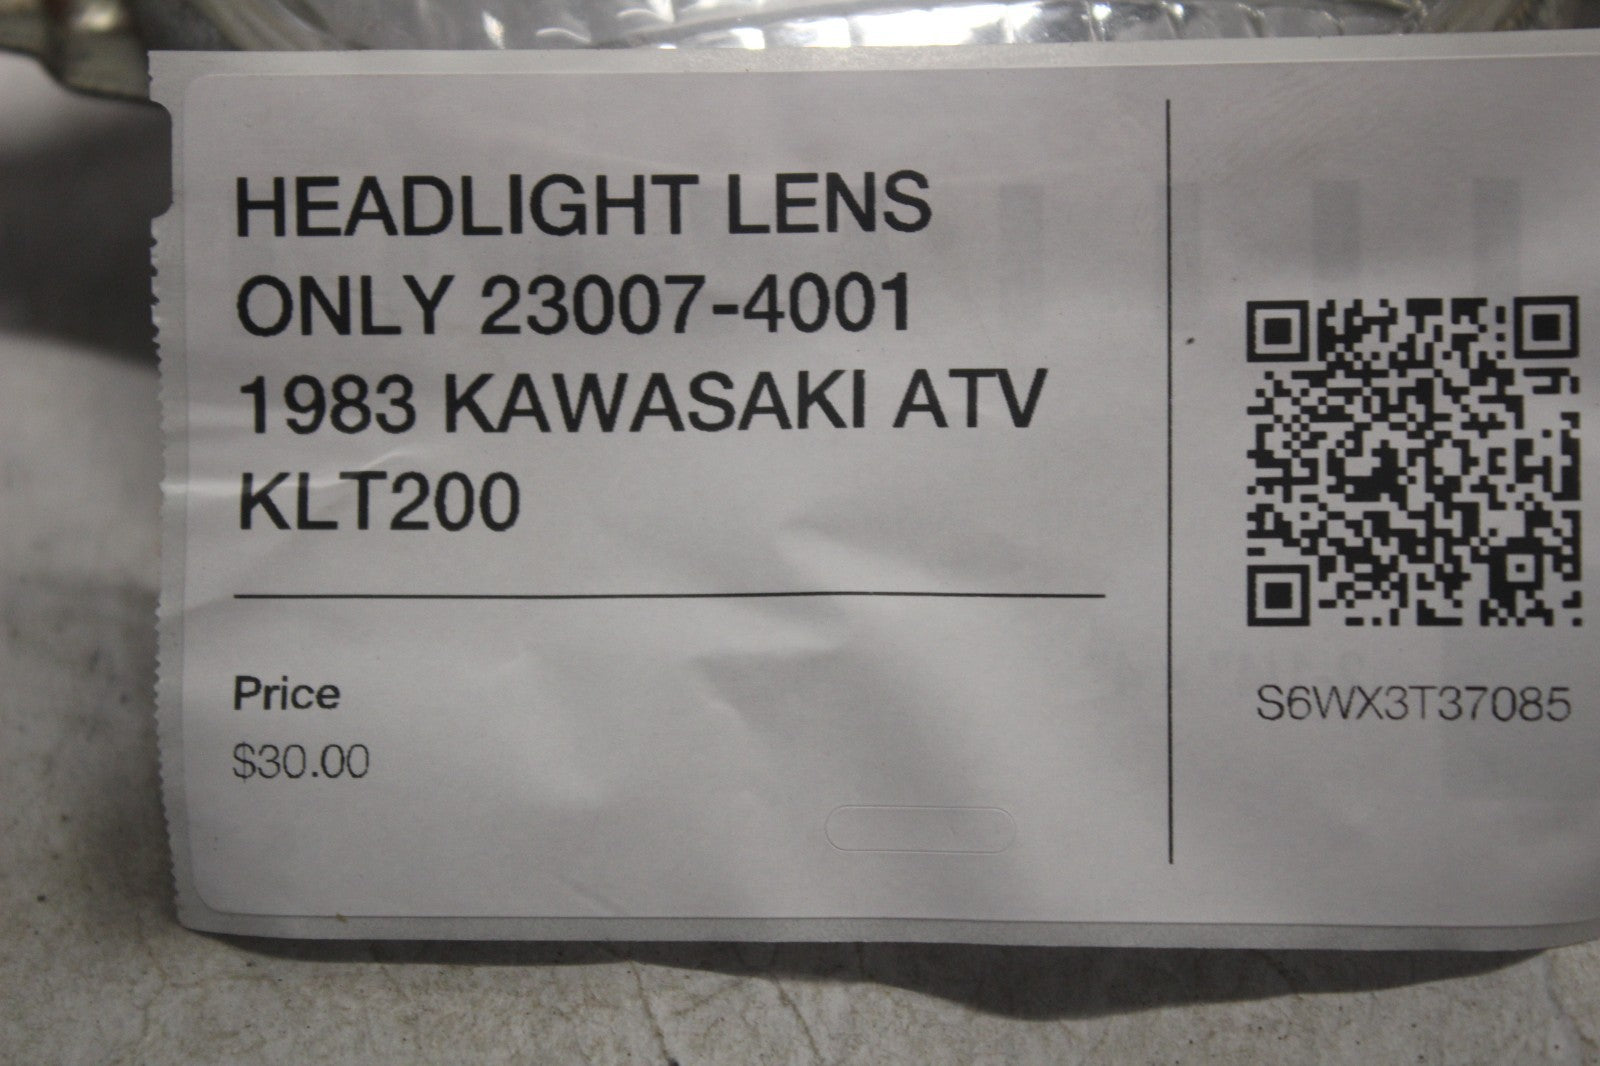 HEADLIGHT LENS
ONLY 23007-4001
1983 KAWASAKI ATV
KLT200
Price
$30.00
S6WX3T37085